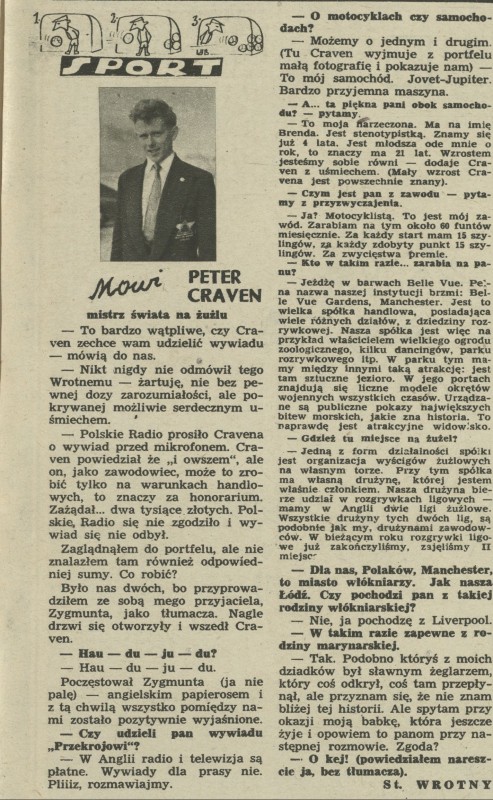 1 2 3
SPORT
Mówi PETER
CRAVEN
mistrz świata na żużlu
— To bardzo wątpliwe, czy Cra-
ven zechce wam udzielić wywiadu
— mówią do nas.
— Nikt nigdy nie odmówił tego
Wrotnemu — żartuję, nie bez pe-
wnej dozy zarozumiałości, ale po-
krywanej możliwie serdecznym u-
śmiechem.
— Polskie Radio prosiło Cravena
o wywiad przed mikrofonem. Cra-
ven powiedział że „i owszem", ale
on, jako zawodowiec, może to zro-
bić tylko na warunkach handlo-
wych, to znaczy za honorarium.
Zażądał... dwa tysiące złotych. Pol-
skie, Radio się nie zgodziło i wy-
wiad się nie odbył.
Zaglądnąłem do portfelu, ale nie
znalazłem tam również odpowied-
niej sumy. Co robić?
Było nas dwóch, bo przyprowa-
dziłem ze sobą mego przyjaciela,
Zygmunta, jako tłumacza. Nagle
drzwi się otworzyły i wszedł Cra-
ven.
— Hau — du — ju — du?
— Hau — du — ju — du.
Poczęstował Zygmunta (ja nie
palę) — angielskim papierosem i
z tą chwilą wszystko pomiędzy na-
mi zostało pozytywnie wyjaśnione.
— Czy udzieli pan wywiadu
„Przekrojowi"?
— W Anglii radio i telewizja są
płatne. Wywiady dla prasy nie.
Pliiiz, rozmawiajmy.
— O motocyklach czy samocho-
dach?
— Możemy o jednym i drugim.
(Tu Craven wyjmuje z portfelu
małą fotografię i pokazuje nam) —
To mój samochód. Jovet-Jupiter.
Bardzo przyjemna maszyna.
— A... ta piękna pani obok samocho-
du? — pytamy.
— To moja narzeczona. Ma na imię
Brenda. Jest stenotypistką. Znamy się
już 4 lata. Jest młodsza ode mnie o
rok, to znaczy ma 21 lat. Wzrostem
jesteśmy sobie równi — dodaje Cra-
ven z uśmiechem. (Mały wzrost Cra-
vena jest powszechnie znany).
— Czym jest pan z zawodu — pyta-
my z przyzwyczajenia.
— Ja? Motocyklistą. To jest mój za-
wód. Zarabiam na tym około 60 funtów
miesięcznie. Za każdy start mam 15 szy-
lingów, za każdy zdobyty punkt 15 szy-
lingów. Za zwycięstwa premie.
— Kto w takim razie... zarabia na pa-
nu?
— Jeżdżę w barwach Belle Vue. Peł-
na nazwa naszej instytucji brzmi: Bel-
le Vue Gardens, Manchester. Jest to
wielka spółka handlowa, posiadająca
wiele różnych działów, z dziedziny roz-
rywkowej. Nasza spółka jest więc na
przykład właścicielem wielkiego ogrodu
zoologicznego, kilku dancingów, parku
rozrywkowego itp. W parku tym ma-
my między innymi taką atrakcję: jest
tam sztuczne jezioro. W jego portach
znajdują się liczne modele okrętów
wojennych wszystkich czasów. Urządza-
ne są publiczne pokazy największych
bitew morskich, jakie zna historia. To
naprawdę jest atrakcyjne widowisko.
— Gdzież tu miejsce na żużel?
— Jedną z form działalności spółki
jest organizacja wyścigów żużlowych
na własnym torze. Przy tym spółka
ma własną drużynę, której jestem
właśnie członkiem. Nasza drużyna bie-
rze udział w rozgrywkach ligowych —
mamy w Anglii dwie ligi żużlowe.
Wszystkie drużyny tych dwóch lig, są
podobnie jak my, drużynami zawodow-
ców. W bieżącym roku rozgrywki ligo-
we już zakończyliśmy, zajęliśmy II
miejsc
— Dla nas, Polaków, Manchester,
to miasto włókniarzy. Jak nasza
Łódź. Czy pochodzi pan z takiej
rodziny włókniarskiej?
— Nie, ja pochodzę z Liverpool.
— W takim razie zapewne z ro-
dziny marynarskiej.
— Tak. Podobno któryś z moich
dziadków był sławnym żeglarzem,
który coś odkrył, coś tam przepły-
nął, ale przyznam się, że nie znam
bliżej tej historii. Ale spytam przy
okazji moją babkę, która jeszcze
żyje i opowiem to panom przy na-
stępnej rozmowie. Zgoda?
— O kej! (powiedziałem naresz-
cie ja, bez tłumacza).
St. WROTNY